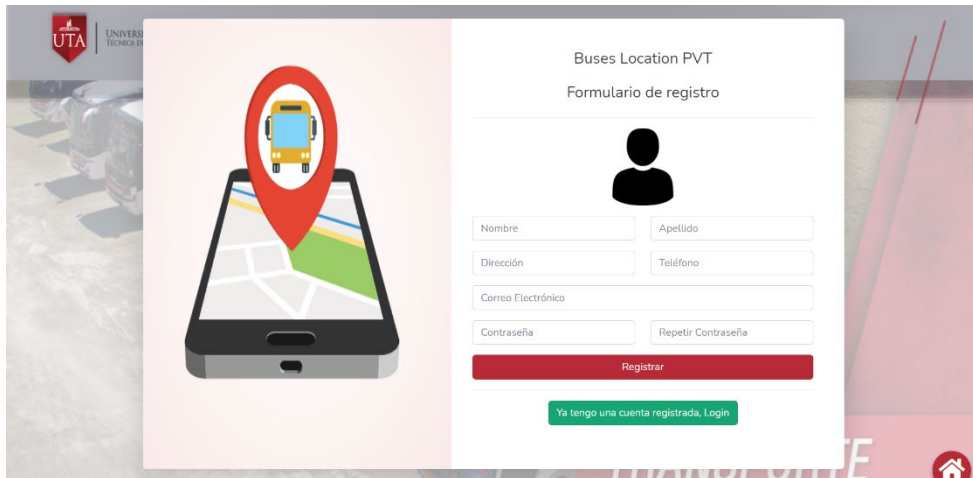 UTA
Buses Location PVT
Formulario de registro
Nombre
Apellido
Dirección
Teléfono
Correo Electrónico
Contraseña
Repetir Contraseña
Registrar
Ya tengo una cuenta registrada, Login